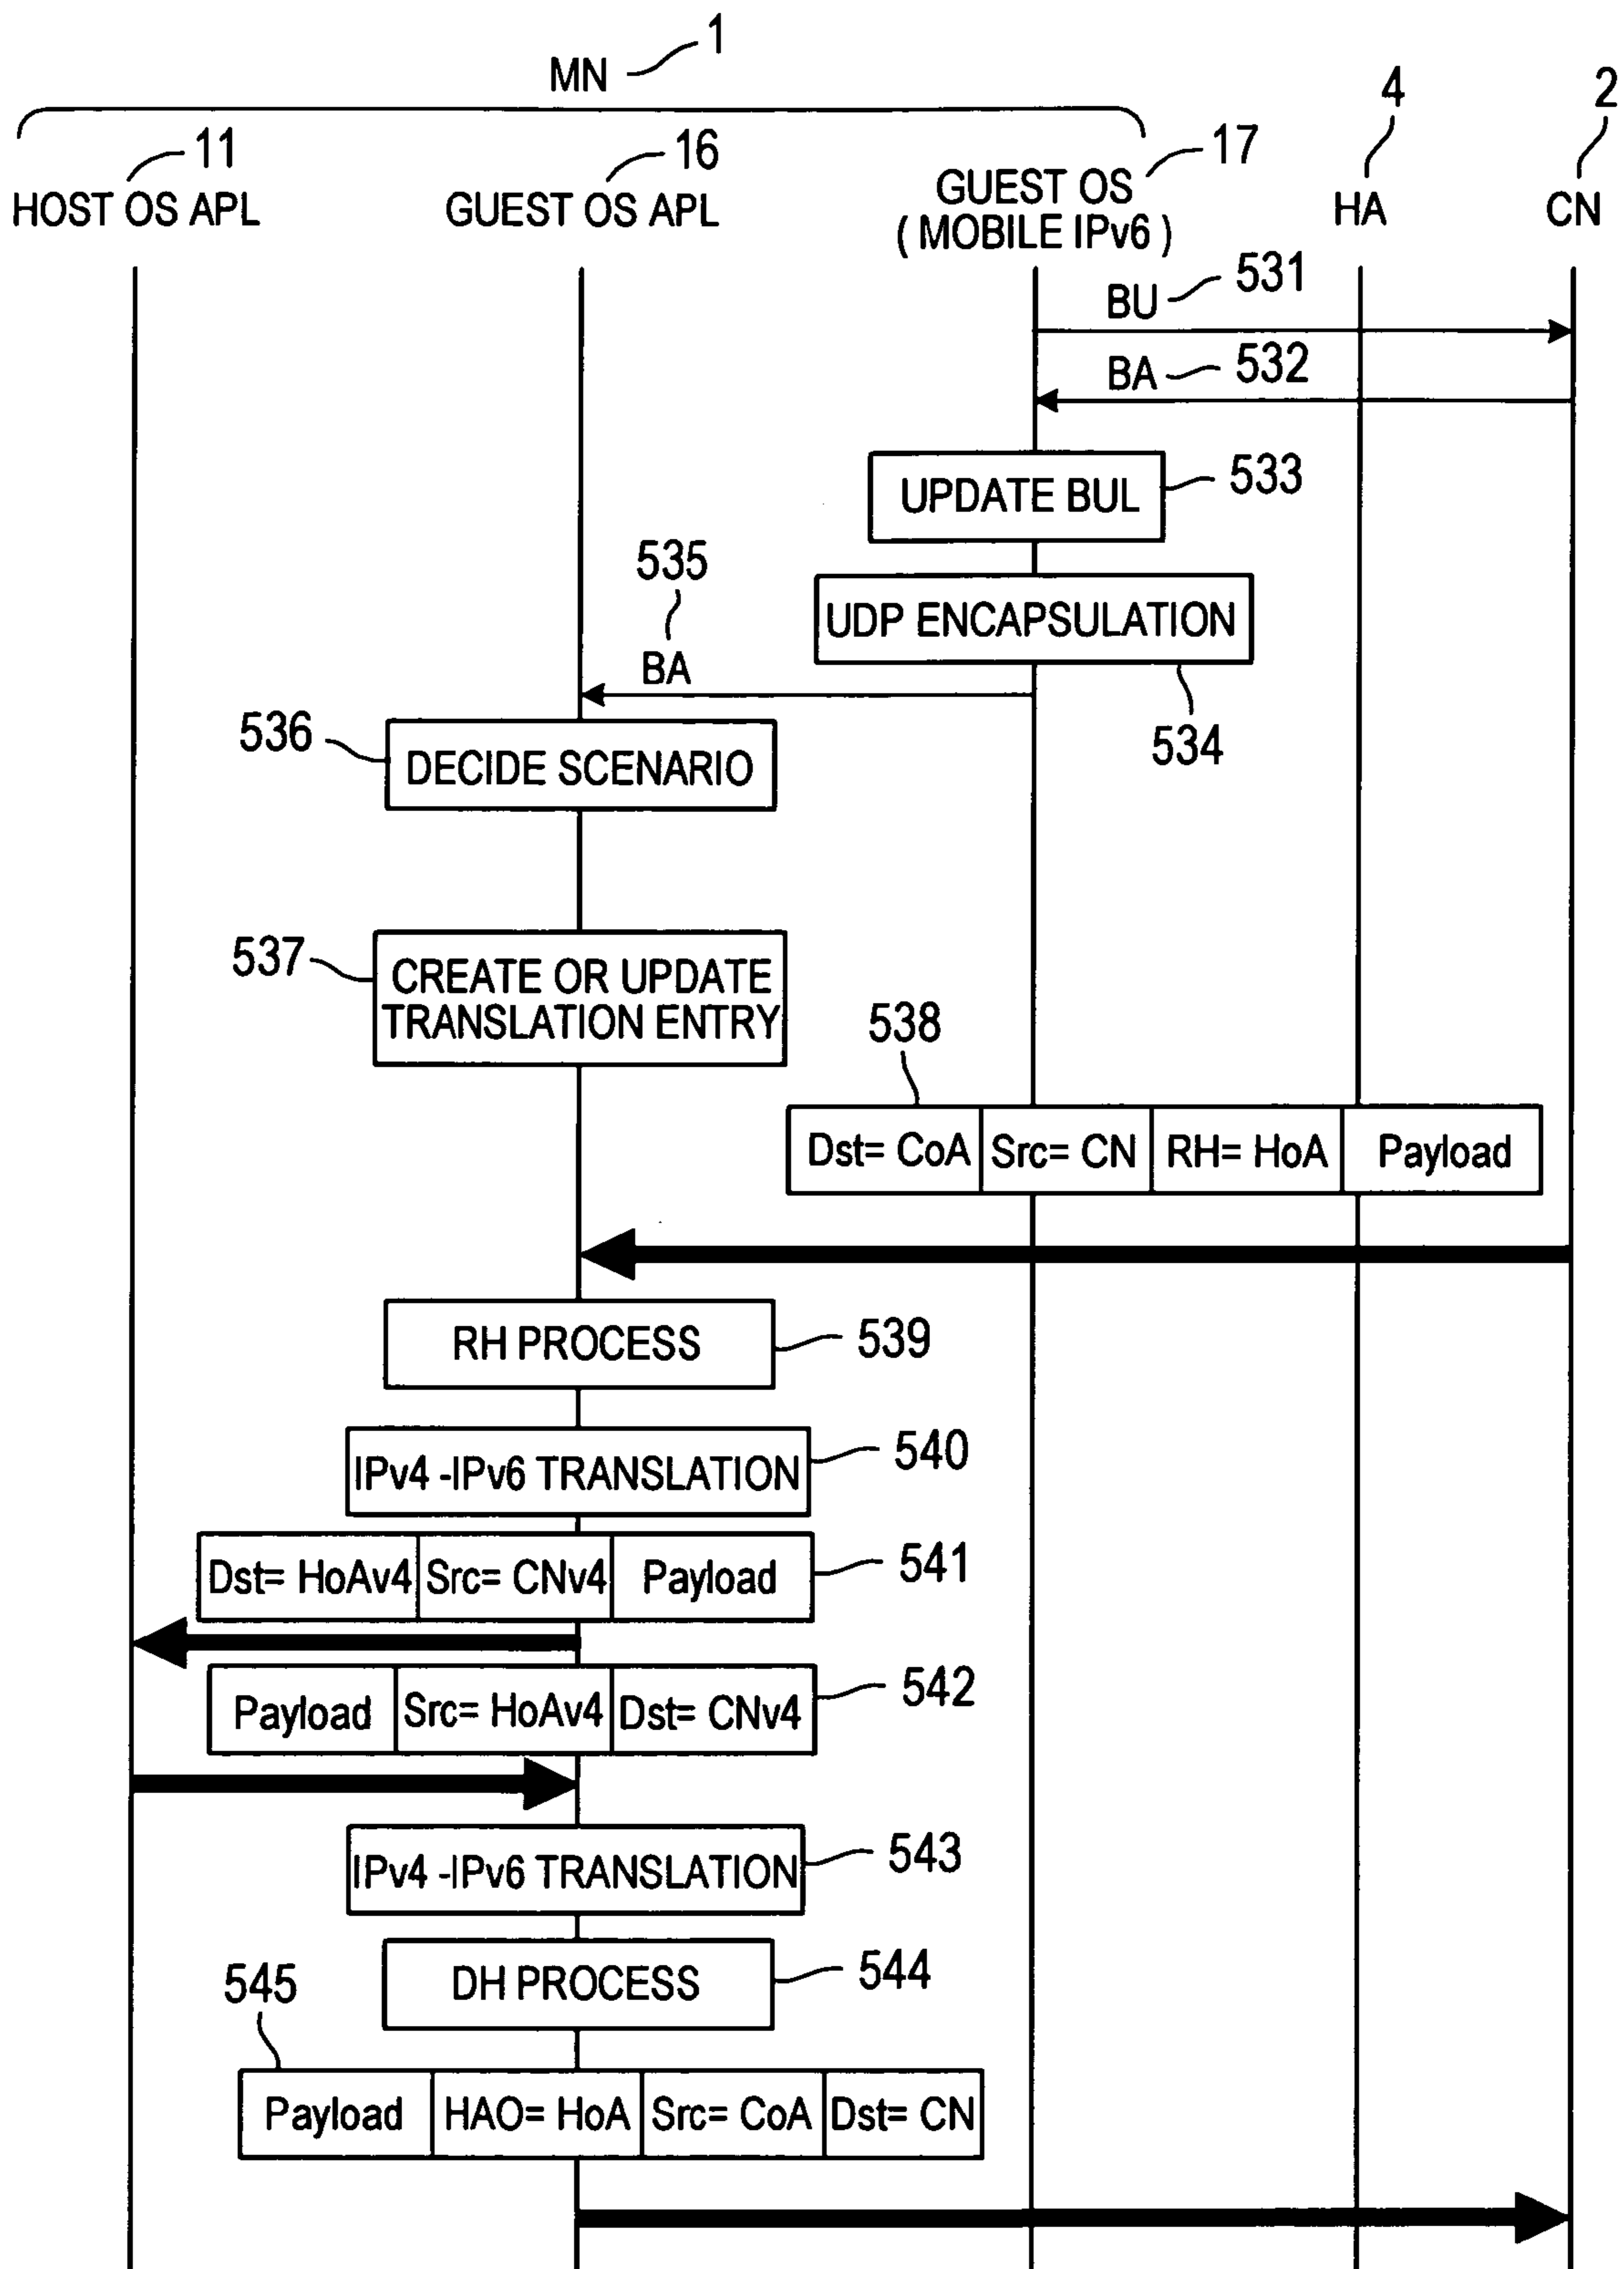 MN 1
HOST OS APL 11
GUEST OS APL 16
GUEST OS 17
( MOBILE IPv6 )
HA 4
CN 2
BU 531
BA 532
UPDATE BUL 533
UDP ENCAPSULATION
534
535
BA
536 DECIDE SCENARIO
537 CREATE OR UPDATE
TRANSLATION ENTRY
538
Dst= CoA Src= CN RH= HoA Payload
RH PROCESS 539
IPv4 -IPv6 TRANSLATION 540
Dst= HoAv4 Src= CNv4 Payload 541
Payload Src= HoAv4 Dst= CNv4 542
IPv4 -IPv6 TRANSLATION 543
DH PROCESS 544
545
Payload HAO= HoA Src= CoA Dst= CN